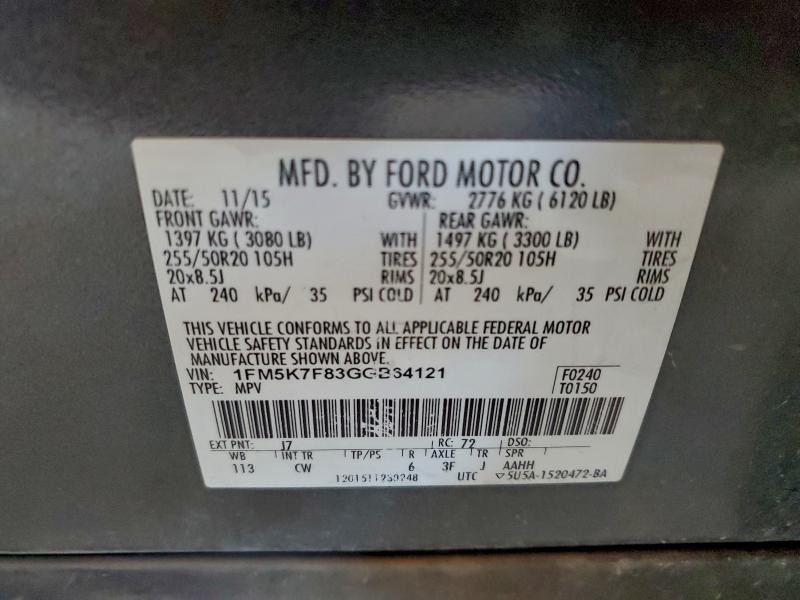 MFD. BY FORD MOTOR CO.
DATE: 11/15 GVWR: 2776 KG ( 6120 LB)
FRONT GAWR: REAR GAWR:
1397 KG ( 3080 LB) WITH 1497 KG ( 3300 LB) WITH
255/50R20 105H TIRES 255/50R20 105H TIRES
20x8.5J RIMS 20x8.5J RIMS
AT 240 kPa/ 35 PSI COLD AT 240 kPa/ 35 PSI COLD
THIS VEHICLE CONFORMS TO ALL APPLICABLE FEDERAL MOTOR
VEHICLE SAFETY STANDARDS IN EFFECT ON THE DATE OF
MANUFACTURE SHOWN ABOVE.
VIN: F0240
TYPE: MPV T0150
EXT PNT: J7 RC: 72 DSO:
WB INT TR TP/PS R AXLE TR SPR
113 CW 6 3F J AAHH
UTC ▽5U5A-1520472-BA